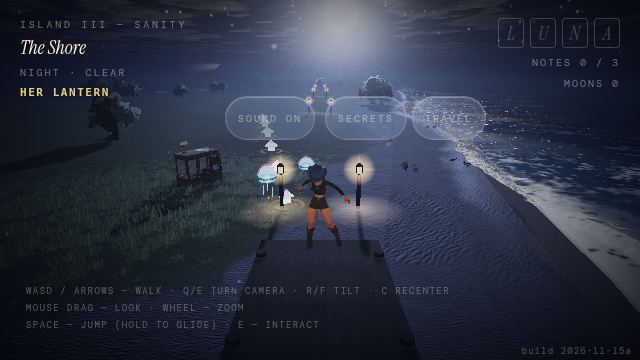 ISLAND III — SANITY
The Shore
NIGHT · CLEAR
HER LANTERN
LUNA
NOTES 0 / 3
MOONS 0
SOUND ON
SECRETS
TRAVEL
WASD / ARROWS — WALK · Q/E TURN CAMERA · R/F TILT · C RECENTER
MOUSE DRAG — LOOK · WHEEL — ZOOM
SPACE — JUMP (HOLD TO GLIDE) · E — INTERACT
build 2026-11-15a